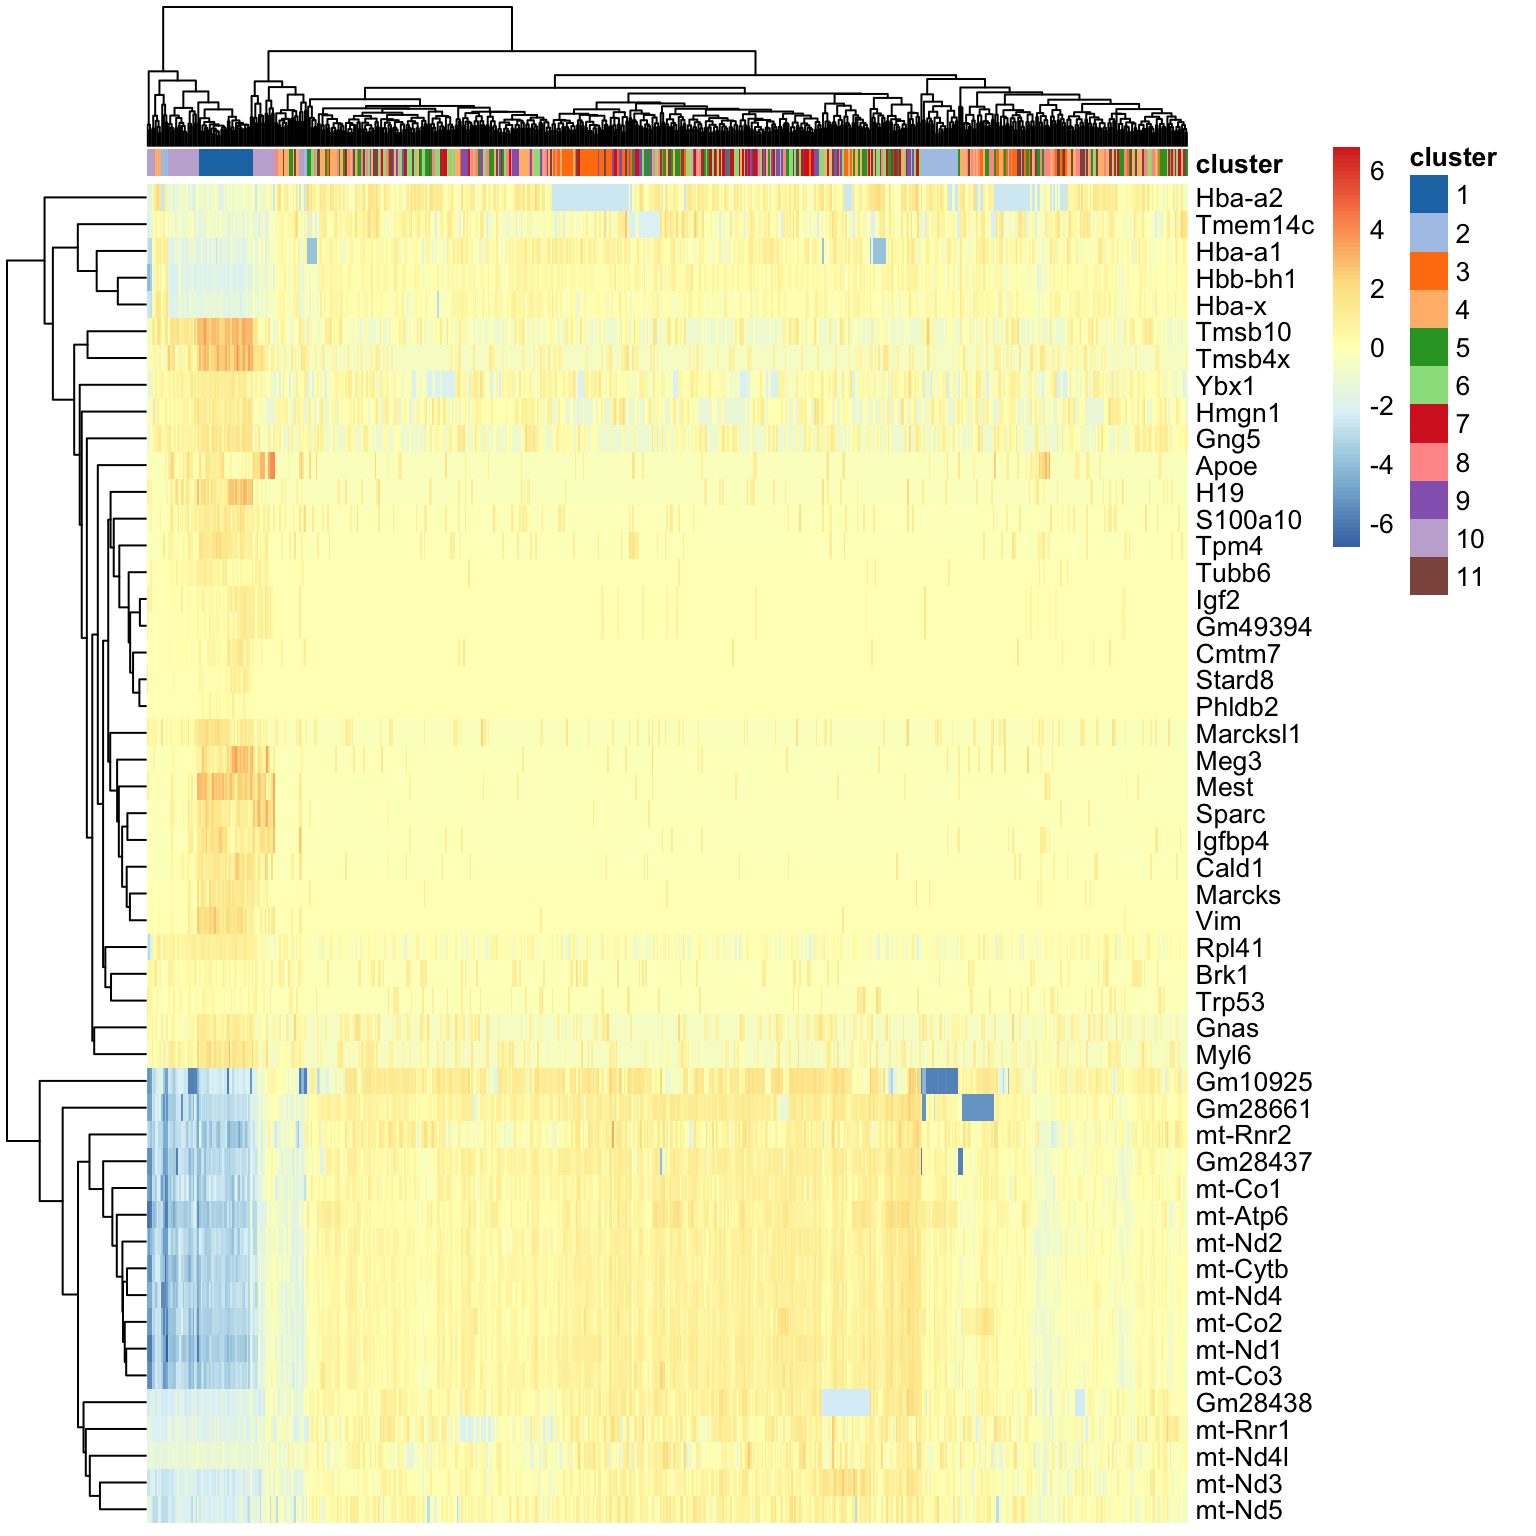 cluster
Hba-a2
Tmem14c
Hba-a1
Hbb-bh1
Hba-x
Tmsb10
Tmsb4x
Ybx1
Hmgn1
Gng5
Apoe
H19
S100a10
Tpm4
Tubb6
Igf2
Gm49394
Cmtm7
Stard8
Phldb2
Marcksl1
Meg3
Mest
Sparc
Igfbp4
Cald1
Marcks
Vim
Rpl41
Brk1
Trp53
Gnas
Myl6
Gm10925
Gm28661
mt-Rnr2
Gm28437
mt-Co1
mt-Atp6
mt-Nd2
mt-Cytb
mt-Nd4
mt-Co2
mt-Nd1
mt-Co3
Gm28438
mt-Rnr1
mt-Nd4l
mt-Nd3
mt-Nd5
6
4
2
0
-2
-4
-6
cluster
1
2
3
4
5
6
7
8
9
10
11